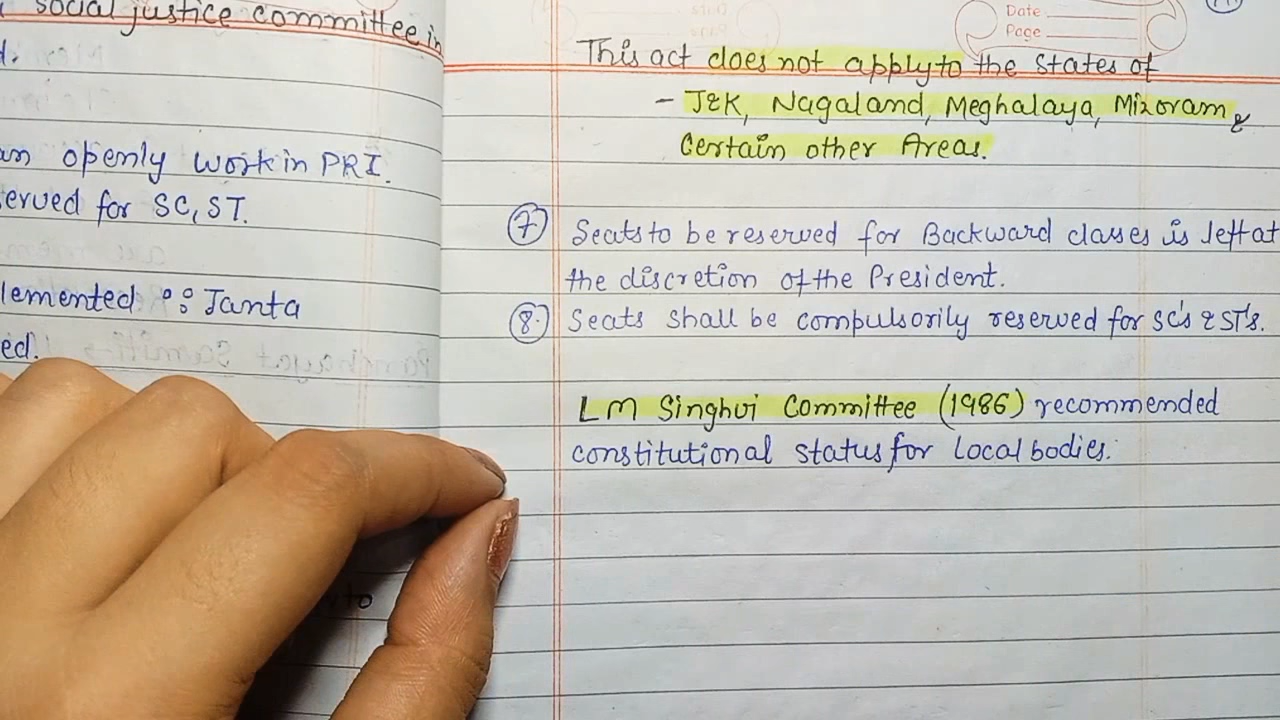 social justice committee in
d.
openly work in PRI.
served for SC, ST.
lemented ∵ Janta
ed.
to
Date
Page
This act does not apply to the states of
- J&K, Nagaland, Meghalaya, Mizoram &
Certain other Areas.
7. Seats to be reserved for Backward classes is left at
the discretion of the President.
8. Seats shall be compulsorily reserved for SC's & ST's.
LM Singhvi Committee (1986) recommended
constitutional status for local bodies.